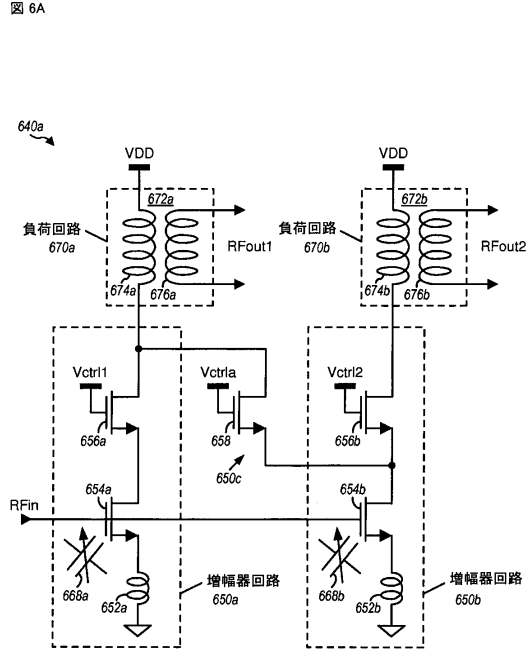 図 6A
640a
VDD
VDD
672a
672b
負荷回路
670a
RFout1
負荷回路
670b
RFout2
674a
676a
674b
676b
Vctrl1
Vctrla
Vctrl2
656a
658
656b
650c
654a
654b
RFin
668a
652a
増幅器回路
650a
668b
652b
増幅器回路
650b